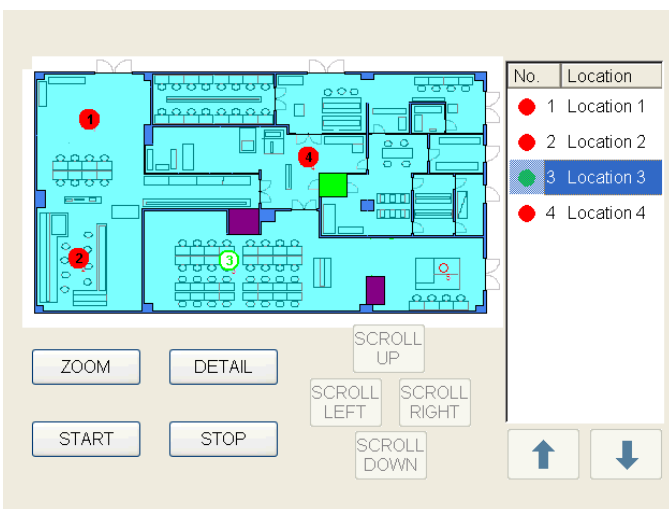 No. Location
1 Location 1
2 Location 2
3 Location 3
4 Location 4
1
4
2
3
ZOOM
DETAIL
START
STOP
SCROLL
UP
SCROLL
LEFT
SCROLL
RIGHT
SCROLL
DOWN